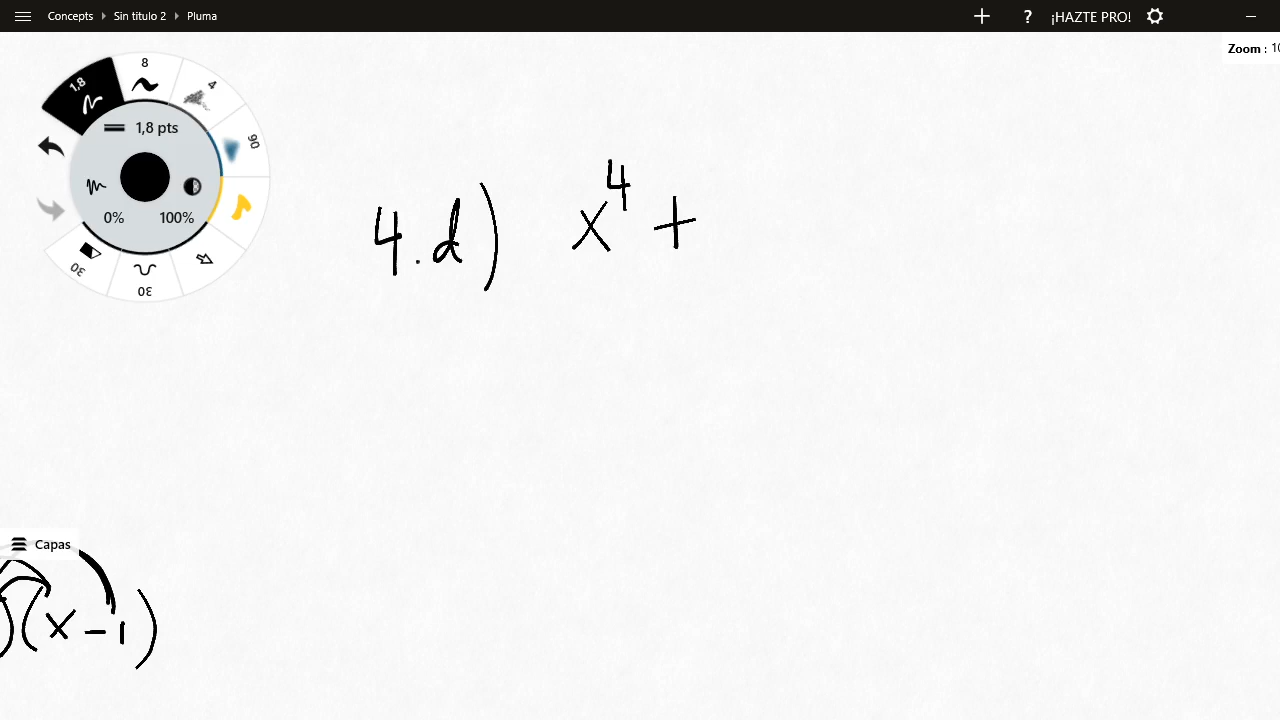 Concepts Sin título 2 Pluma
+ ? ¡HAZTE PRO!
Zoom : 10
1,8 8 4 90
1,8 pts
0% 100%
30 30
4.d) x⁴ +
Capas
)(x-1)